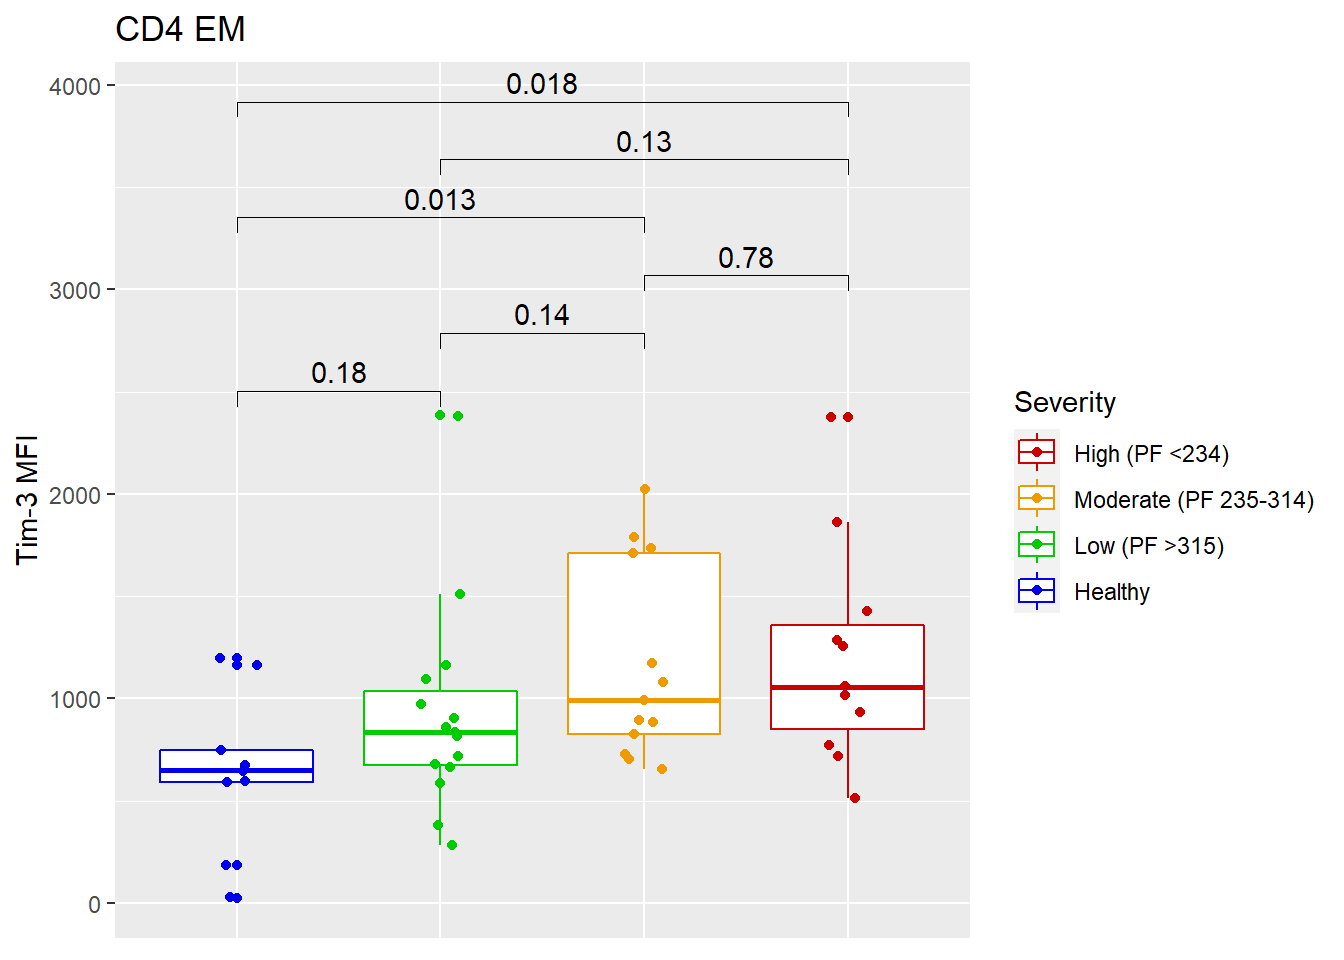 CD4 EM
4000
3000
2000
1000
0
Tim-3 MFI
0.018
0.13
0.013
0.78
0.14
0.18
Severity
High (PF <234)
Moderate (PF 235-314)
Low (PF >315)
Healthy